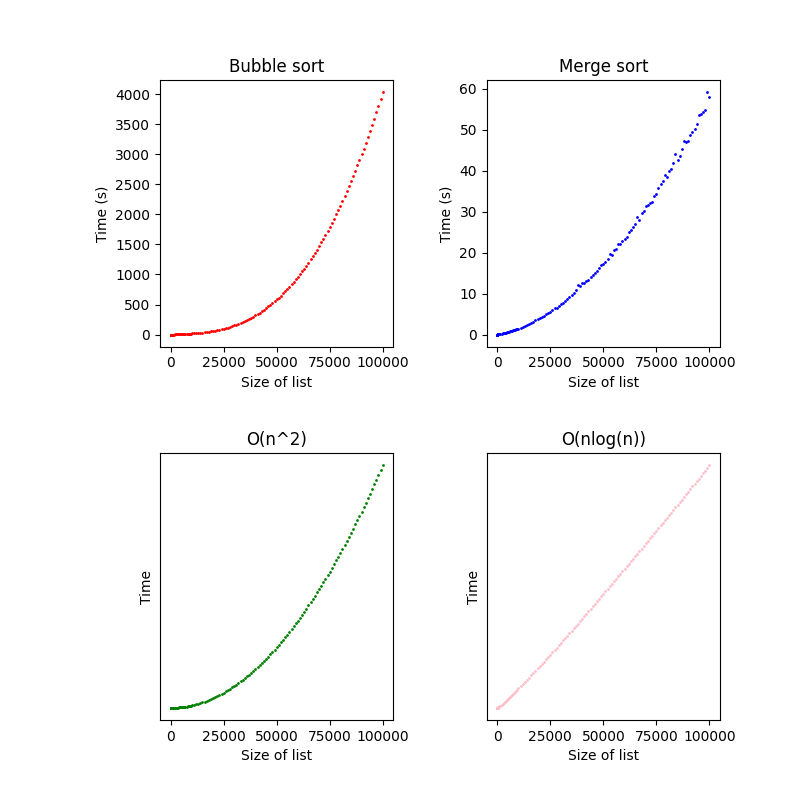 Bubble sort
Time (s)
4000
3500
3000
2500
2000
1500
1000
500
0
0 25000 50000 75000 100000
Size of list
Merge sort
Time (s)
60
50
40
30
20
10
0
0 25000 50000 75000 100000
Size of list
O(n^2)
Time
0 25000 50000 75000 100000
Size of list
O(nlog(n))
Time
0 25000 50000 75000 100000
Size of list